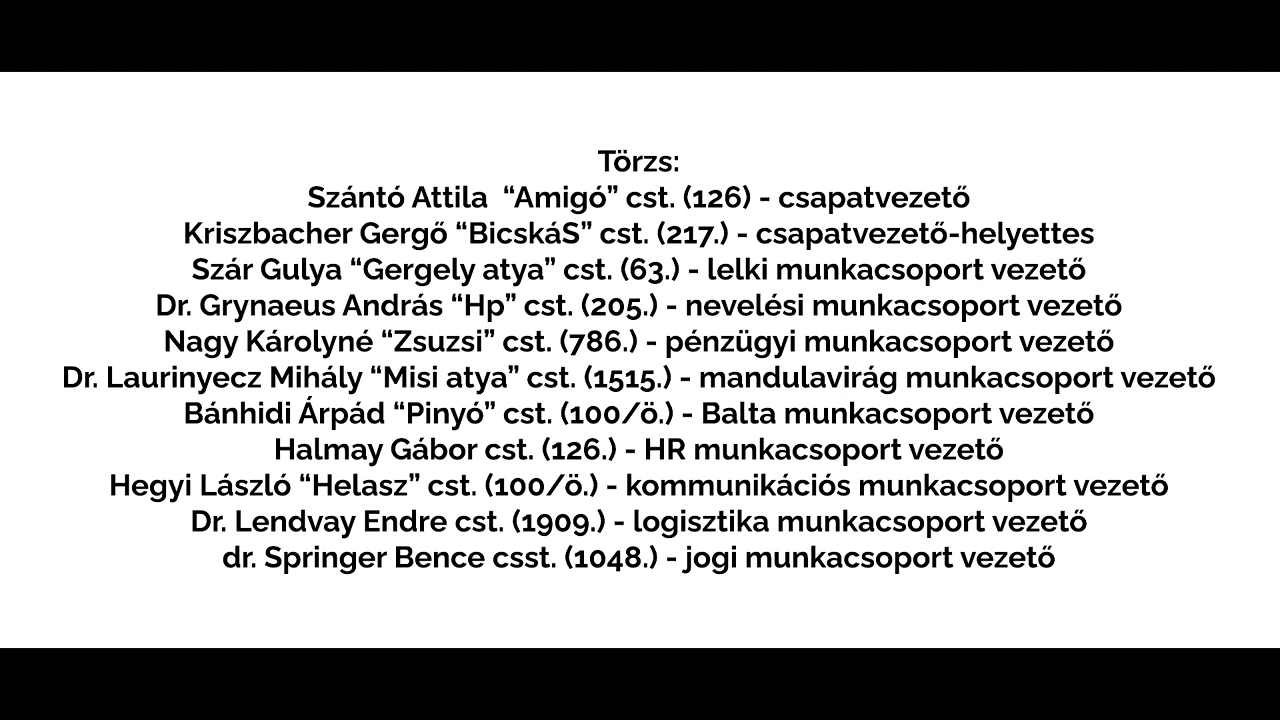 Törzs:
Szántó Attila  “Amigó” cst. (126) - csapatvezető
Kriszbacher Gergő “BicskáS” cst. (217.) - csapatvezető-helyettes
Szár Gulya “Gergely atya” cst. (63.) - lelki munkacsoport vezető
Dr. Grynaeus András “Hp” cst. (205.) - nevelési munkacsoport vezető
Nagy Károlyné “Zsuzsi” cst. (786.) - pénzügyi munkacsoport vezető
Dr. Laurinyecz Mihály “Misi atya” cst. (1515.) - mandulavirág munkacsoport vezető
Bánhidi Árpád “Pinyó” cst. (100/ö.) - Balta munkacsoport vezető
Halmay Gábor cst. (126.) - HR munkacsoport vezető
Hegyi László “Helasz” cst. (100/ö.) - kommunikációs munkacsoport vezető
Dr. Lendvay Endre cst. (1909.) - logisztika munkacsoport vezető
dr. Springer Bence csst. (1048.) - jogi munkacsoport vezető